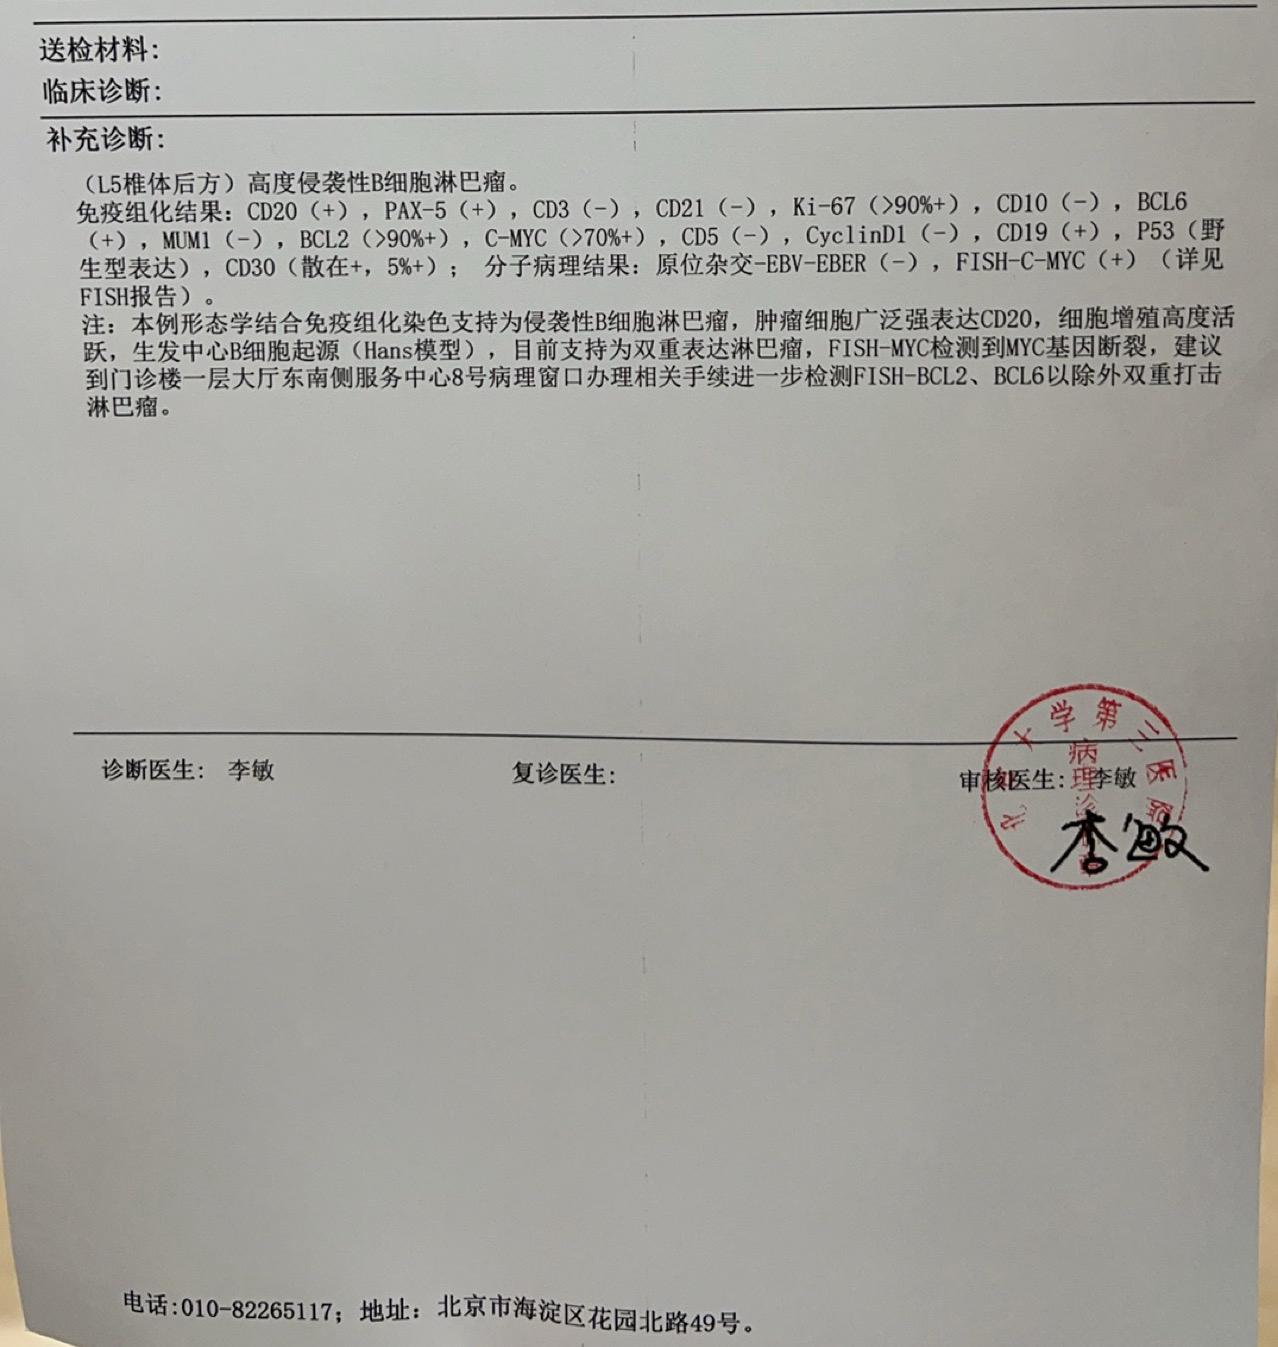 送检材料:
临床诊断:
补充诊断:
（L5椎体后方）高度侵袭性B细胞淋巴瘤。
免疫组化结果: CD20（+）, PAX-5（+）, CD3（-）, CD21（-）, Ki-67（>90%+）, CD10（-）, BCL6
（+）, MUM1（-）, BCL2（>90%+）, C-MYC（>70%+）, CD5（-）, CyclinD1（-）, CD19（+）, P53（野
生型表达）, CD30（散在+, 5%+）; 分子病理结果: 原位杂交-EBV-EBER（-）, FISH-C-MYC（+）（详见
FISH报告）。
注: 本例形态学结合免疫组化染色支持为侵袭性B细胞淋巴瘤, 肿瘤细胞广泛强表达CD20, 细胞增殖高度活
跃, 生发中心B细胞起源（Hans模型）, 目前支持为双重表达淋巴瘤, FISH-MYC检测到MYC基因断裂, 建议
到门诊楼一层大厅东南侧服务中心8号病理窗口办理相关手续进一步检测FISH-BCL2、BCL6以除外双重打击
淋巴瘤。
诊断医生: 李敏
复诊医生:
审核医生: 李敏
北 大学第三医院
病理诊 章
李敏
电话:010-82265117; 地址: 北京市海淀区花园北路49号。